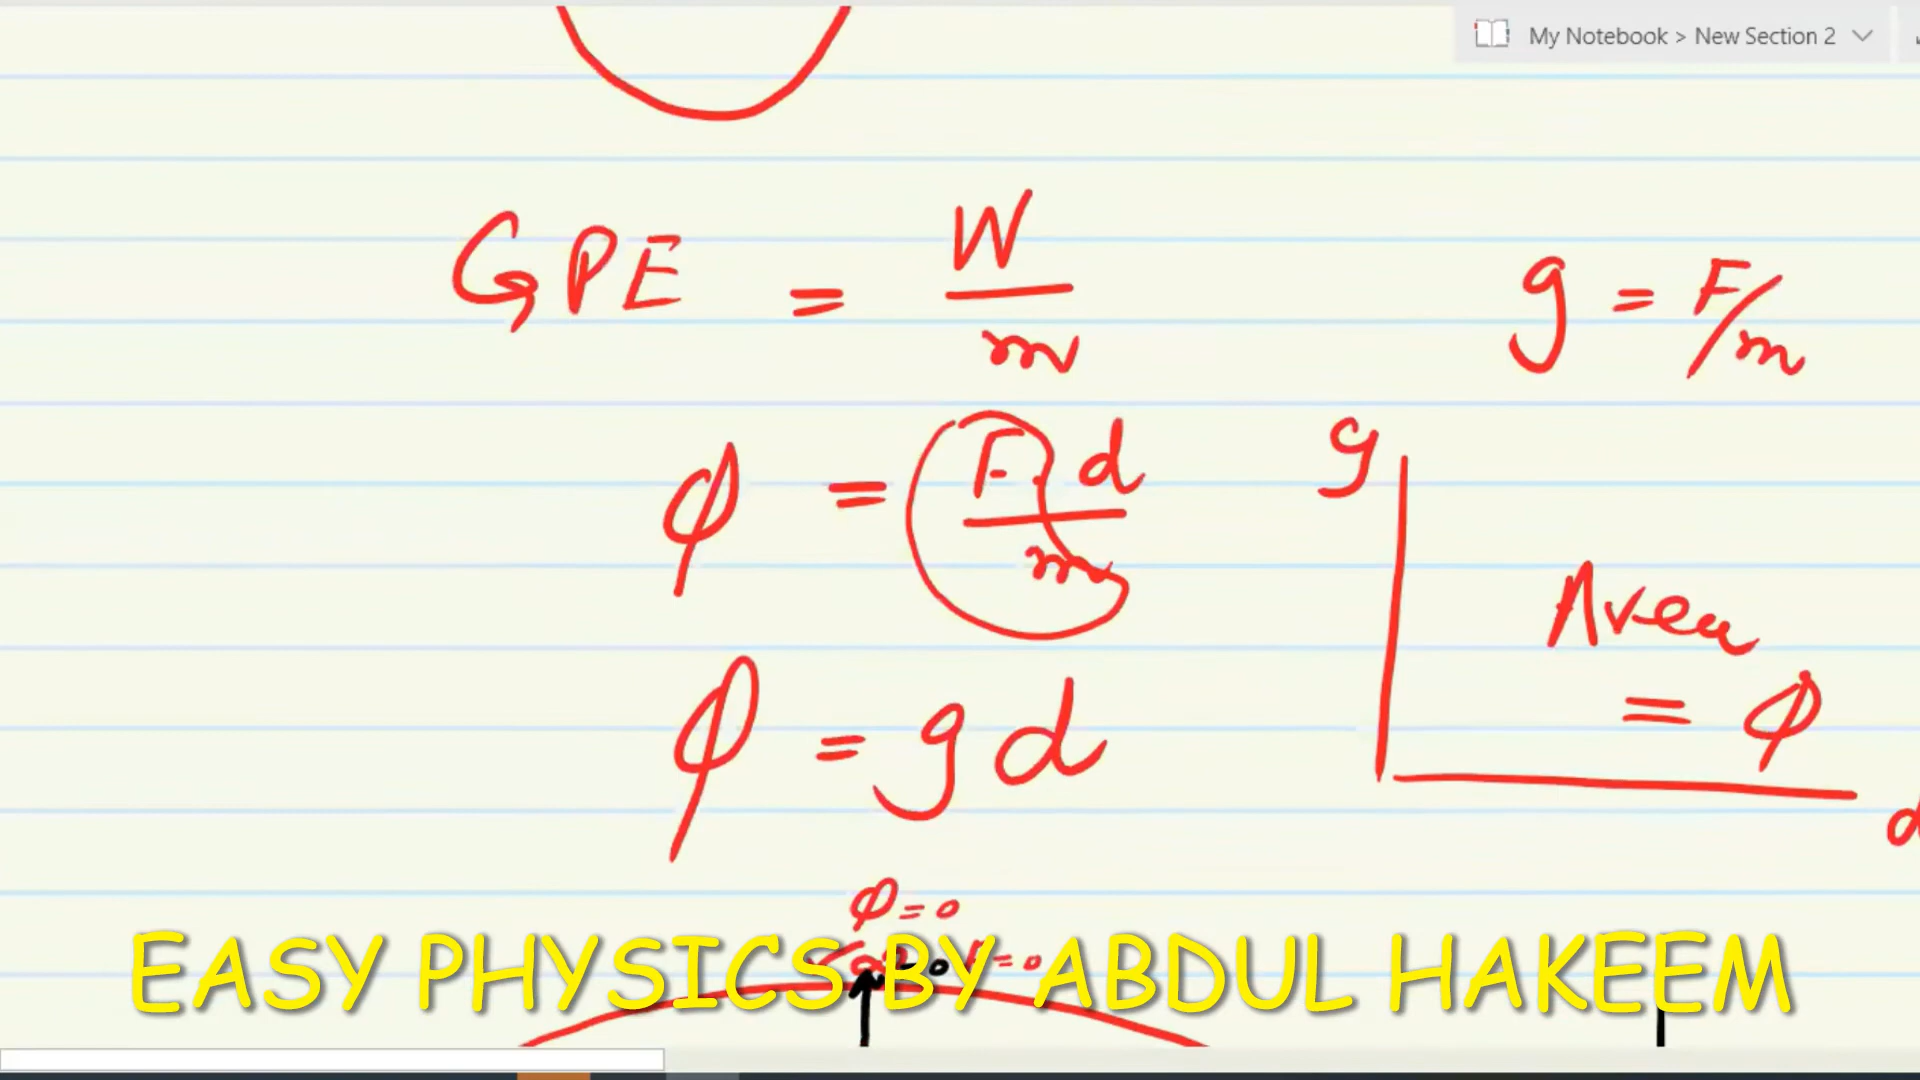 My Notebook > New Section 2
GPE = W/m
g = F/m
φ = F.d/m
g
Area
= φ
φ = gd
d
φ = 0
EASY PHYSICS BY ABDUL HAKEEM